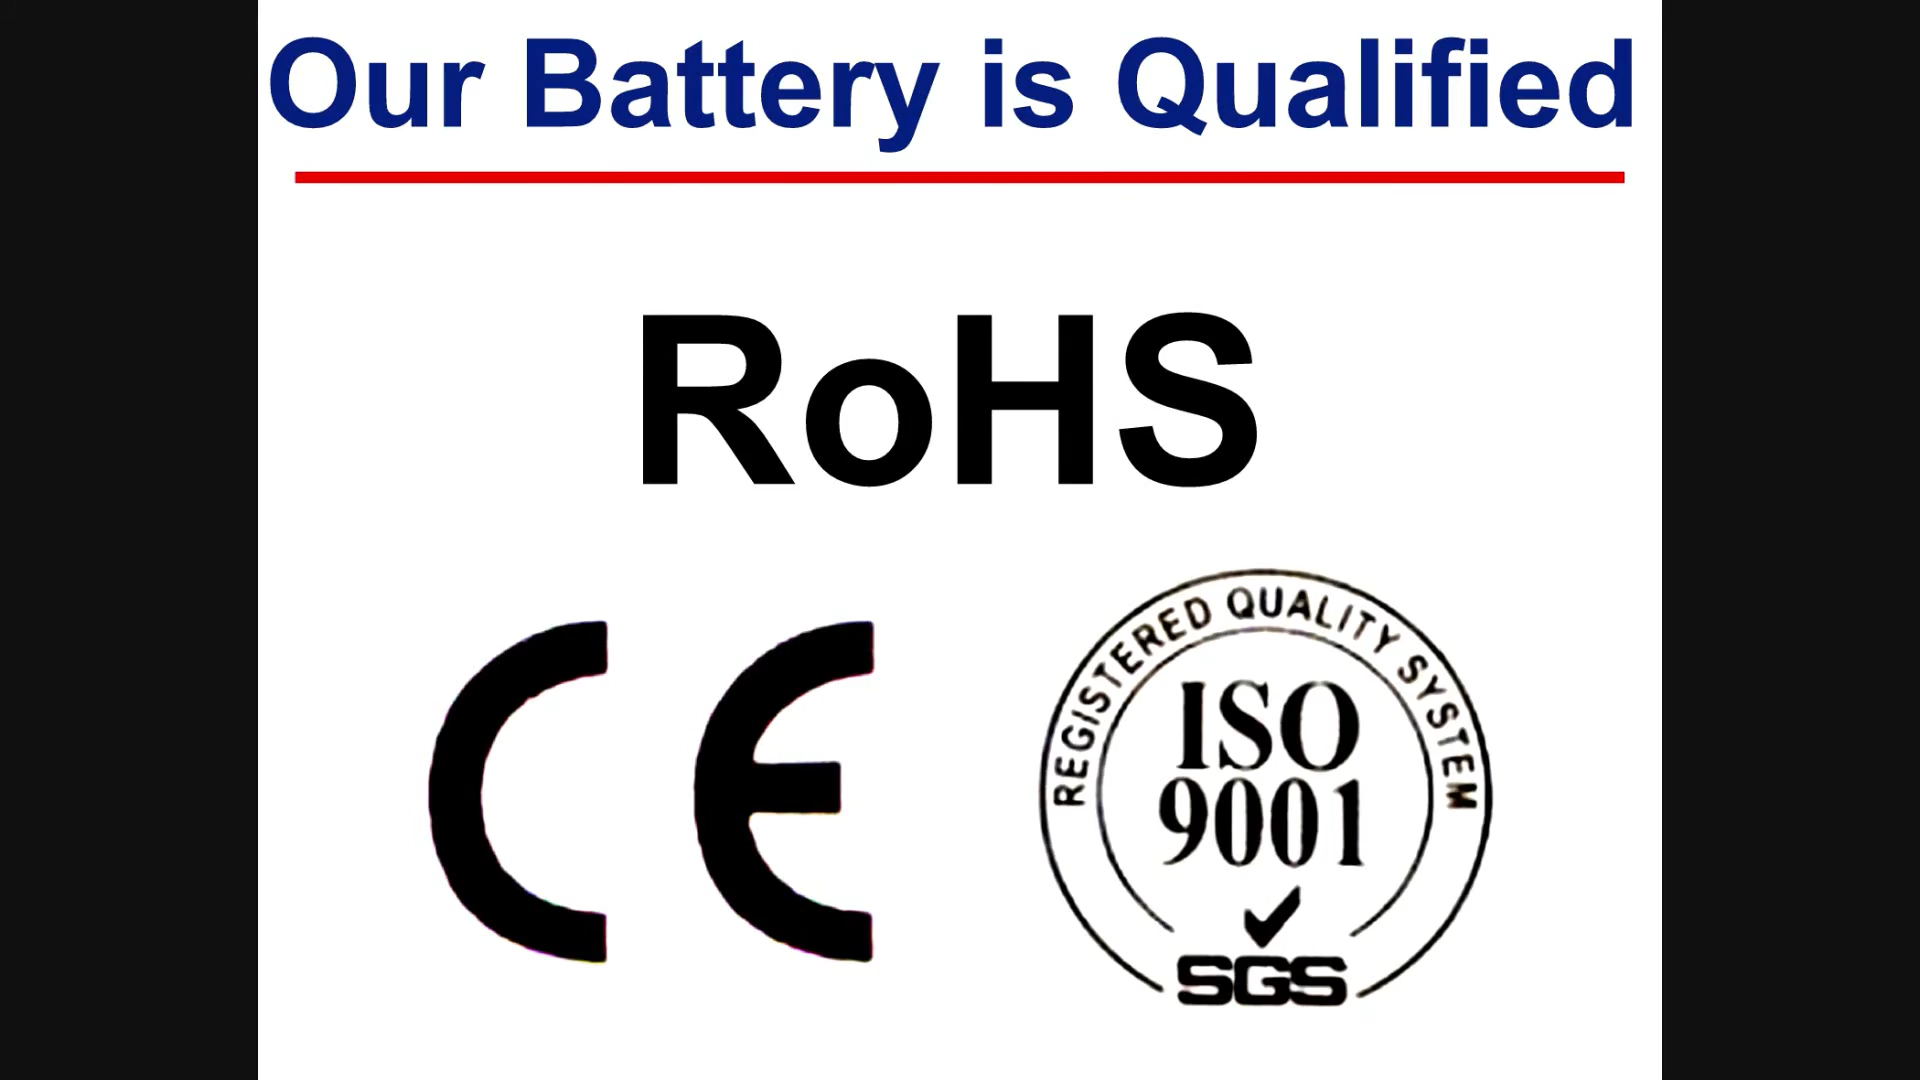 Our Battery is Qualified
RoHS
CE
REGISTERED QUALITY SYSTEM
ISO
9001
SGS